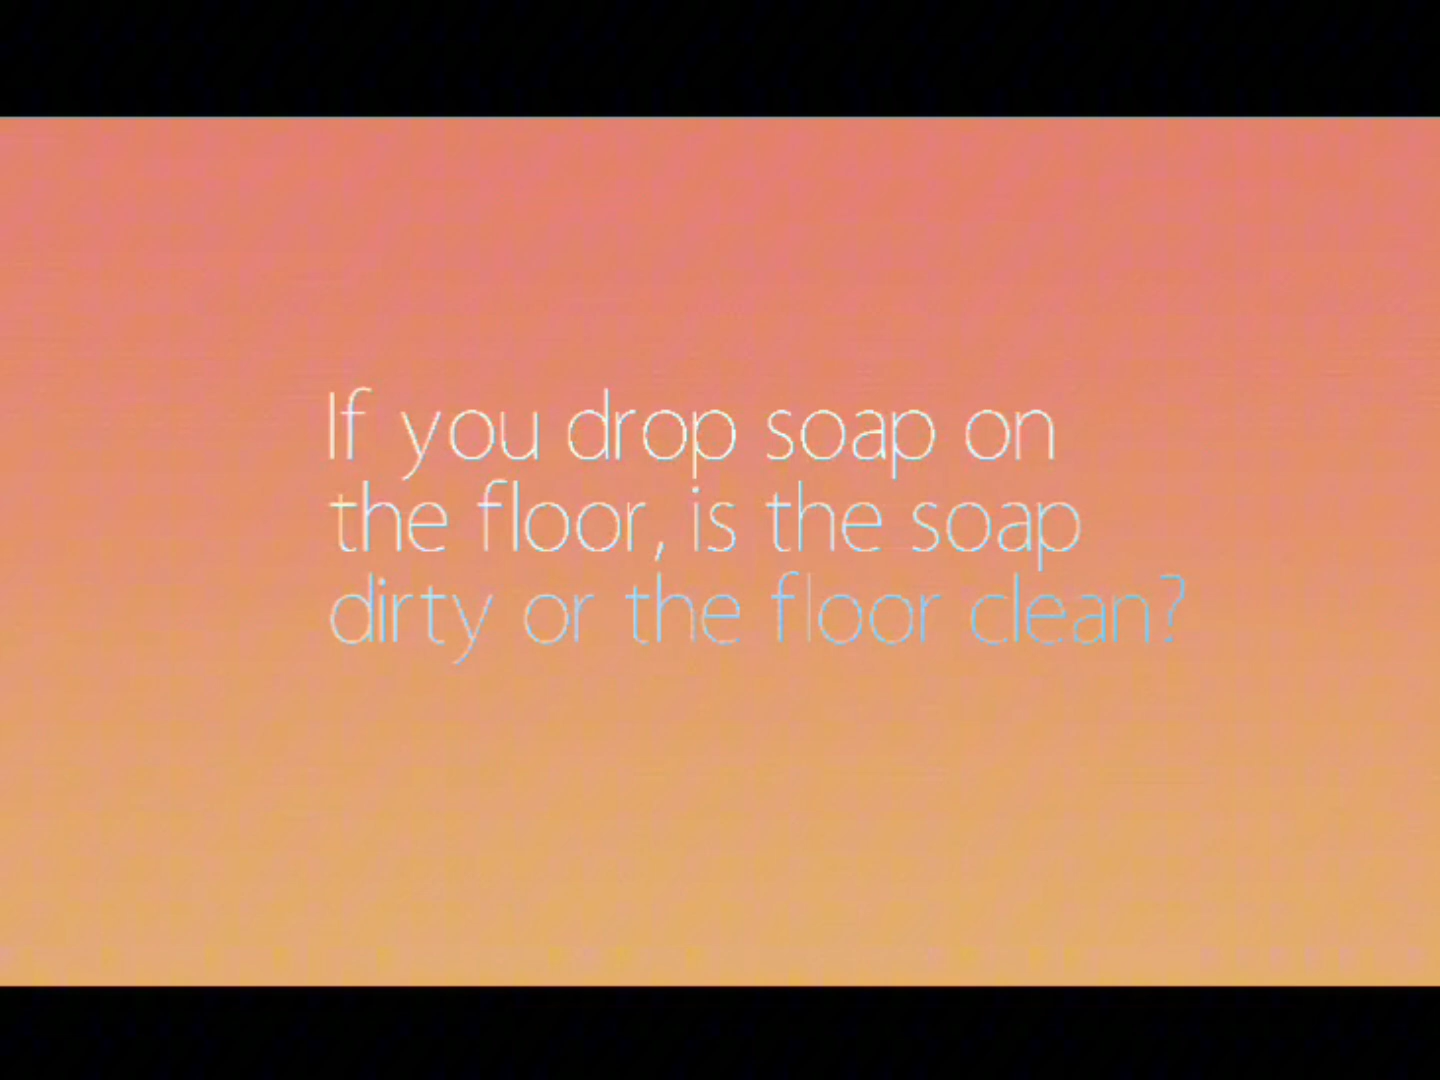 If you drop soap on
the floor, is the soap
dirty or the floor clean?